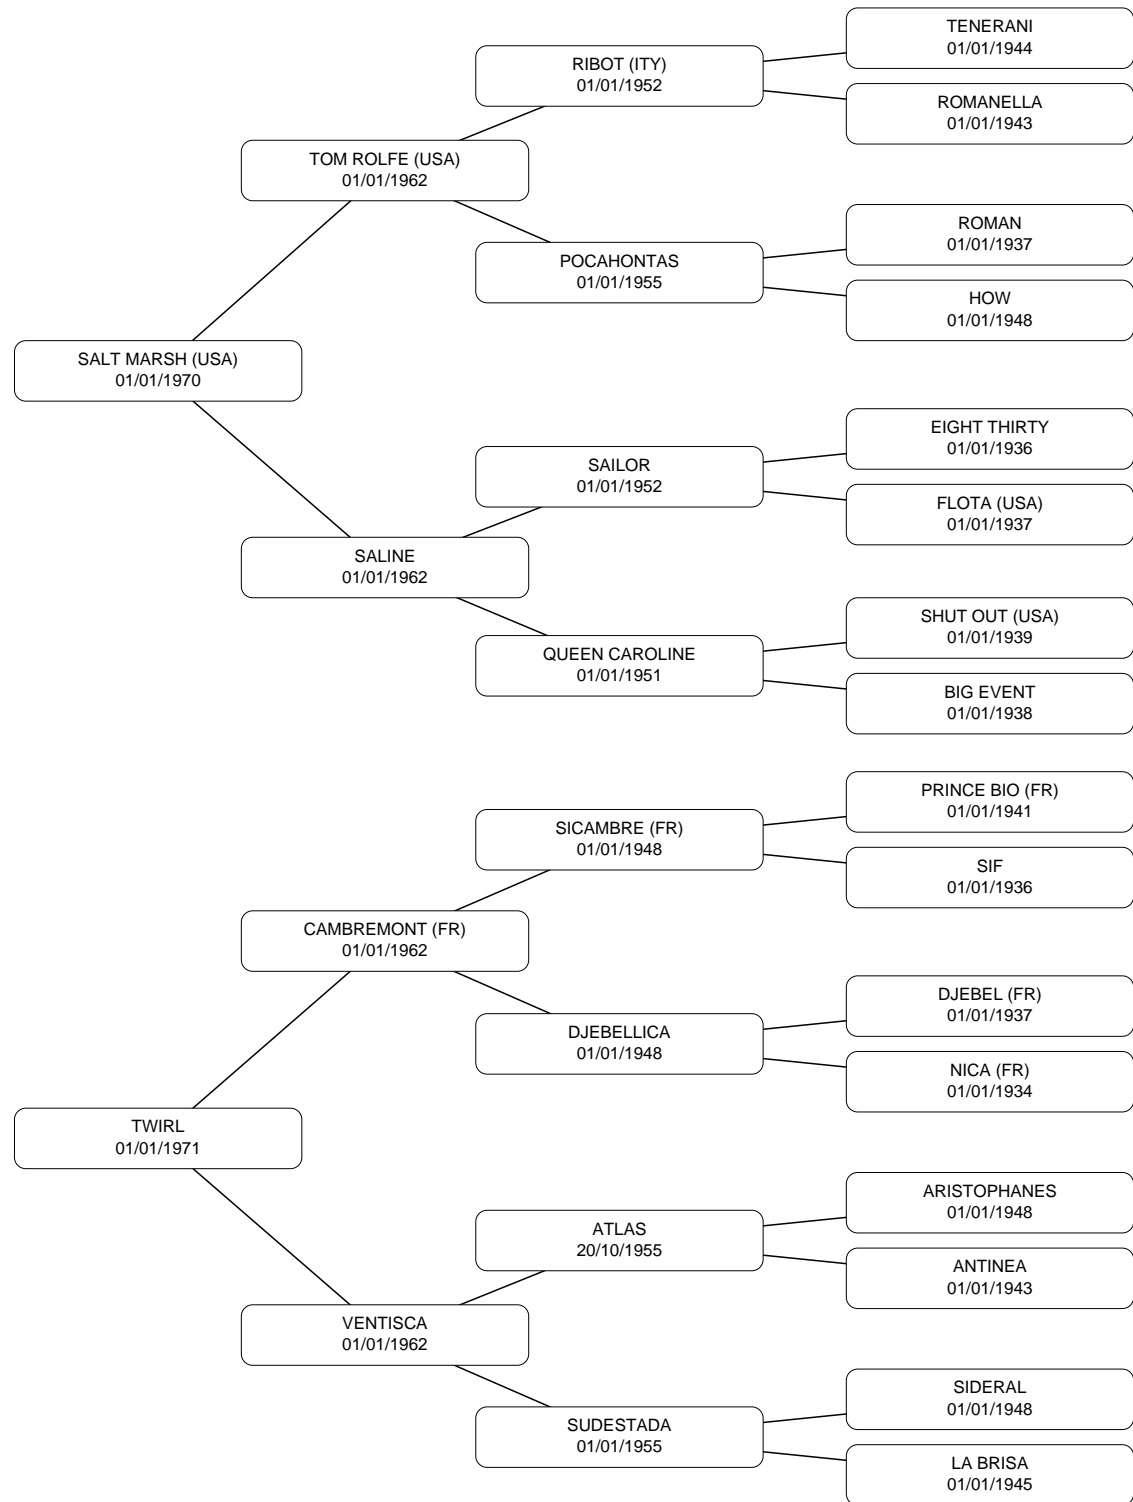 TENERANI
01/01/1944
RIBOT (ITY)
01/01/1952
ROMANELLA
01/01/1943
TOM ROLFE (USA)
01/01/1962
ROMAN
01/01/1937
POCAHONTAS
01/01/1955
HOW
01/01/1948
SALT MARSH (USA)
01/01/1970
EIGHT THIRTY
01/01/1936
SAILOR
01/01/1952
FLOTA (USA)
01/01/1937
SALINE
01/01/1962
SHUT OUT (USA)
01/01/1939
QUEEN CAROLINE
01/01/1951
BIG EVENT
01/01/1938
PRINCE BIO (FR)
01/01/1941
SICAMBRE (FR)
01/01/1948
SIF
01/01/1936
CAMBREMONT (FR)
01/01/1962
DJEBEL (FR)
01/01/1937
DJEBELLICA
01/01/1948
NICA (FR)
01/01/1934
TWIRL
01/01/1971
ARISTOPHANES
01/01/1948
ATLAS
20/10/1955
ANTINEA
01/01/1943
VENTISCA
01/01/1962
SIDERAL
01/01/1948
SUDESTADA
01/01/1955
LA BRISA
01/01/1945